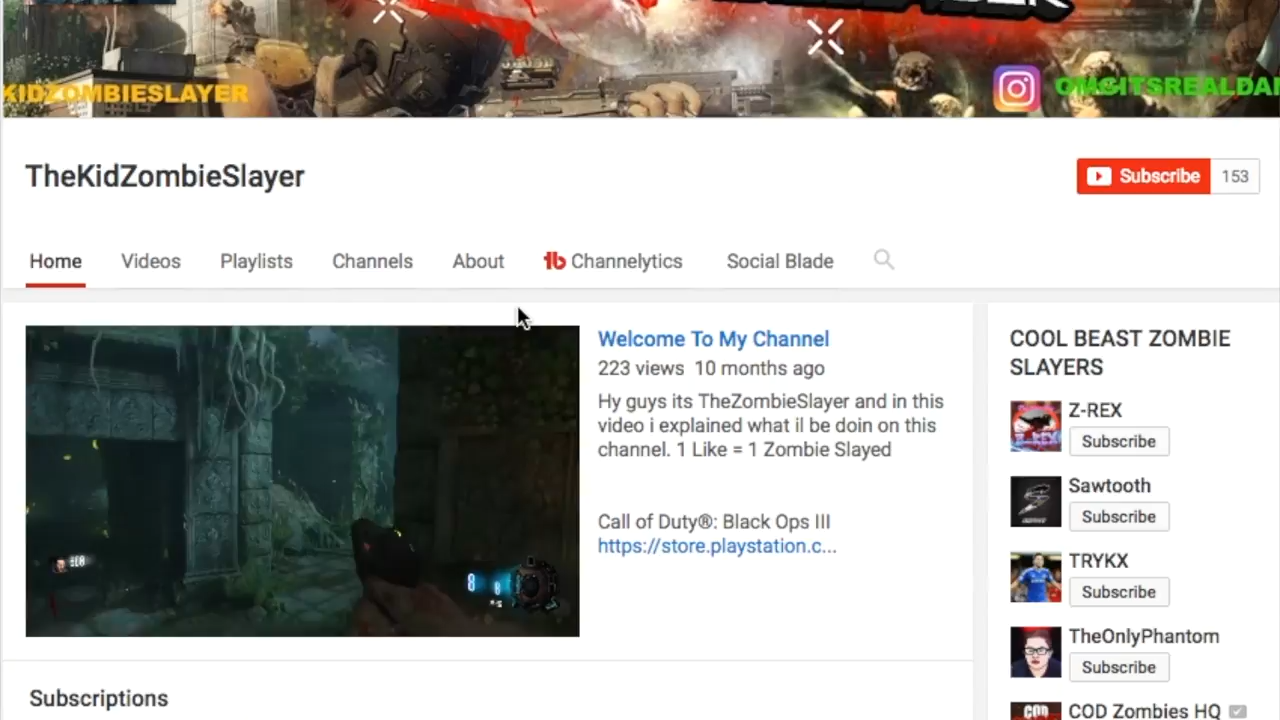 KIDZOMBIESLAYER
OMGITSREALDAN
TheKidZombieSlayer
Subscribe 153
Home Videos Playlists Channels About Channelytics Social Blade
Welcome To My Channel
223 views 10 months ago
Hy guys its TheZombieSlayer and in this
video i explained what il be doin on this
channel. 1 Like = 1 Zombie Slayed
Call of Duty®: Black Ops III
https://store.playstation.c...
COOL BEAST ZOMBIE
SLAYERS
Z-REX
Subscribe
Sawtooth
Subscribe
TRYKX
Subscribe
TheOnlyPhantom
Subscribe
COD Zombies HQ
Subscriptions